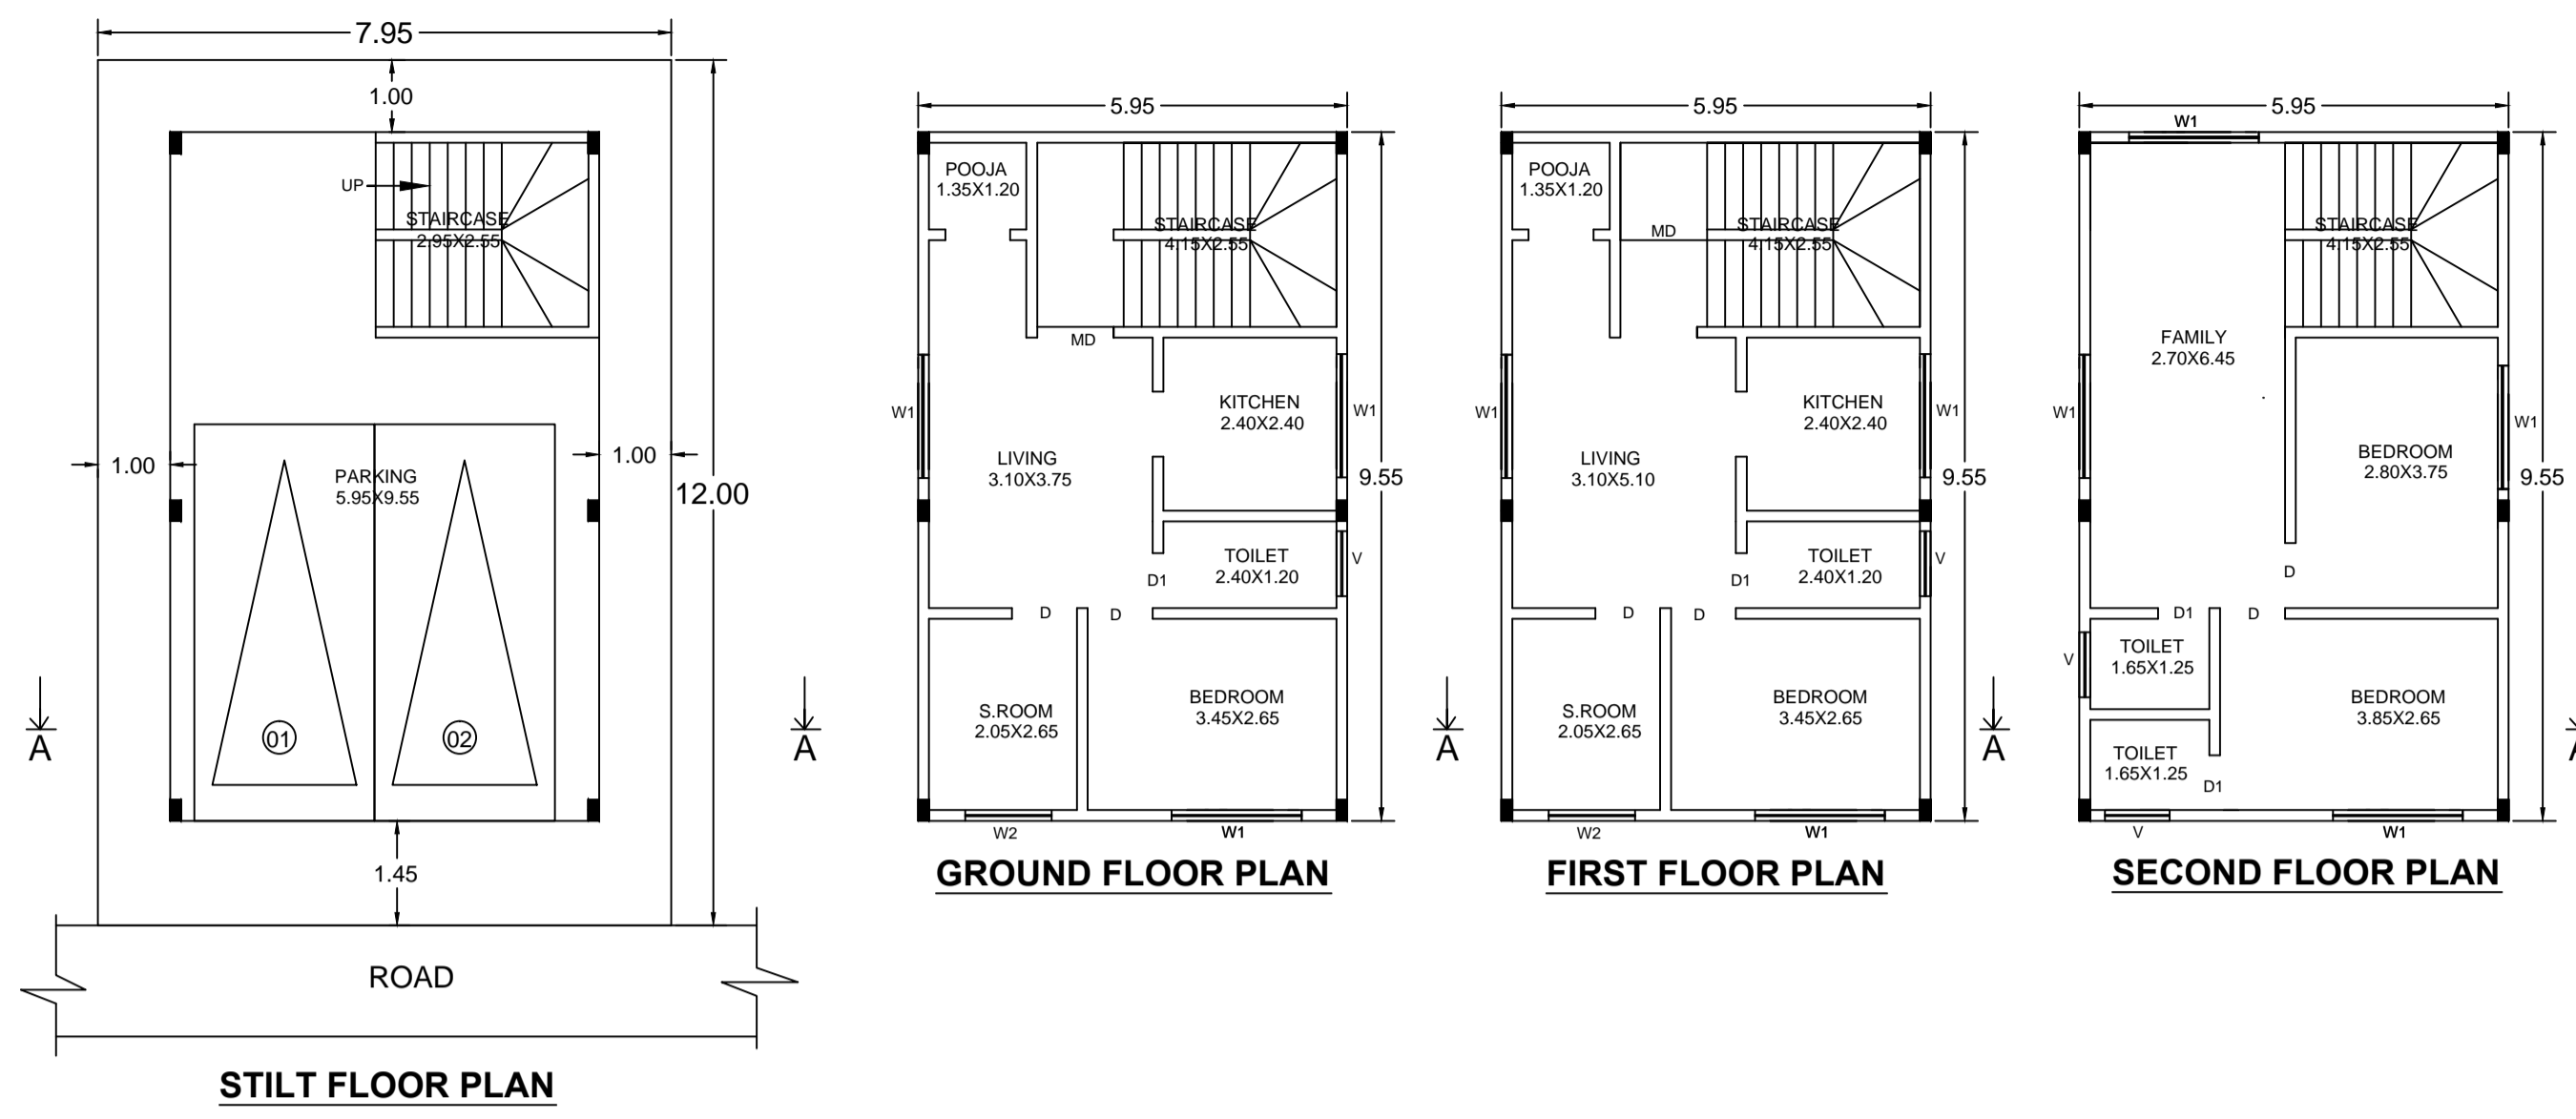 7.95
1.00
UP
STAIRCASE
2.95X2.55
1.00
1.00
12.00
PARKING
5.95X9.55
01
02
A
A
1.45
ROAD
STILT FLOOR PLAN
5.95
POOJA
1.35X1.20
STAIRCASE
4.15X2.55
MD
W1
KITCHEN
2.40X2.40
W1
LIVING
3.10X3.75
9.55
TOILET
2.40X1.20
V
D1
D
D
S.ROOM
2.05X2.65
BEDROOM
3.45X2.65
W2
W1
GROUND FLOOR PLAN
A
5.95
POOJA
1.35X1.20
MD
STAIRCASE
4.15X2.55
W1
KITCHEN
2.40X2.40
W1
LIVING
3.10X5.10
9.55
TOILET
2.40X1.20
V
D1
D
D
S.ROOM
2.05X2.65
BEDROOM
3.45X2.65
W2
W1
FIRST FLOOR PLAN
A
5.95
W1
STAIRCASE
4.15X2.55
FAMILY
2.70X6.45
W1
W1
BEDROOM
2.80X3.75
9.55
D
D1
D
TOILET
1.65X1.25
V
BEDROOM
3.85X2.65
TOILET
1.65X1.25
D1
V
W1
SECOND FLOOR PLAN